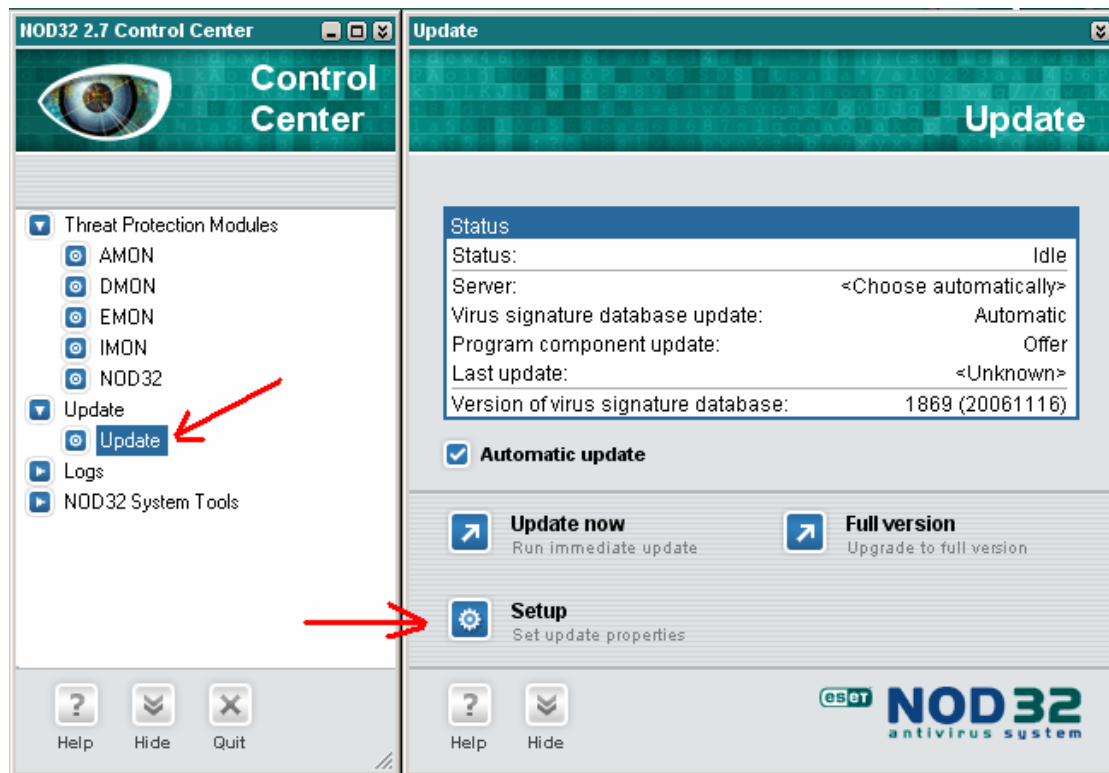 NOD32 2.7 Control Center
Control
Center
Threat Protection Modules
AMON
DMON
EMON
IMON
NOD32
Update
Update
Logs
NOD32 System Tools
Help
Hide
Quit
Update
Update
Status
Status: Idle
Server: <Choose automatically>
Virus signature database update: Automatic
Program component update: Offer
Last update: <Unknown>
Version of virus signature database: 1869 (20061116)
Automatic update
Update now
Run immediate update
Full version
Upgrade to full version
Setup
Set update properties
Help
Hide
eset NOD32
antivirus system